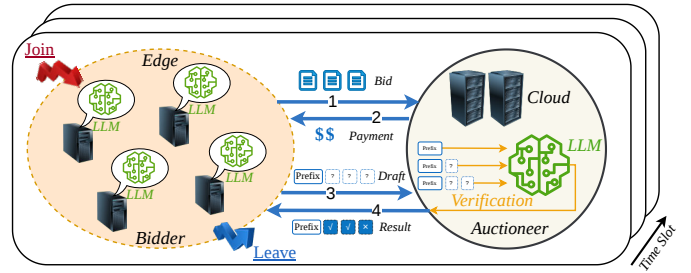 Join
Edge
LLM
LLM
LLM
LLM
Bidder
Leave
Bid
1
2
$$ Payment
Prefix ? ? ? Draft
3
4
Prefix √ √ × Result
Cloud
Prefix
Prefix ?
Prefix ? ?
LLM
Verification
Auctioneer
Time Slot